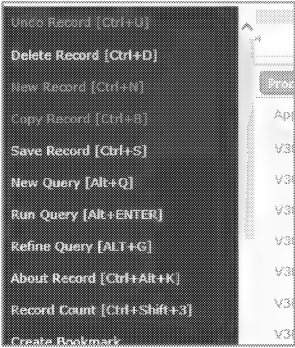 Undo Record [Ctrl+U]
Delete Record [Ctrl+D]
New Record [Ctrl+N]
Copy Record [Ctrl+B]
Save Record [Ctrl+S]
New Query [Alt+Q]
Run Query [Alt+ENTER]
Refine Query [ALT+G]
About Record [Ctrl+Alt+K]
Record Count [Ctrl+Shift+3]
Create Bookmark